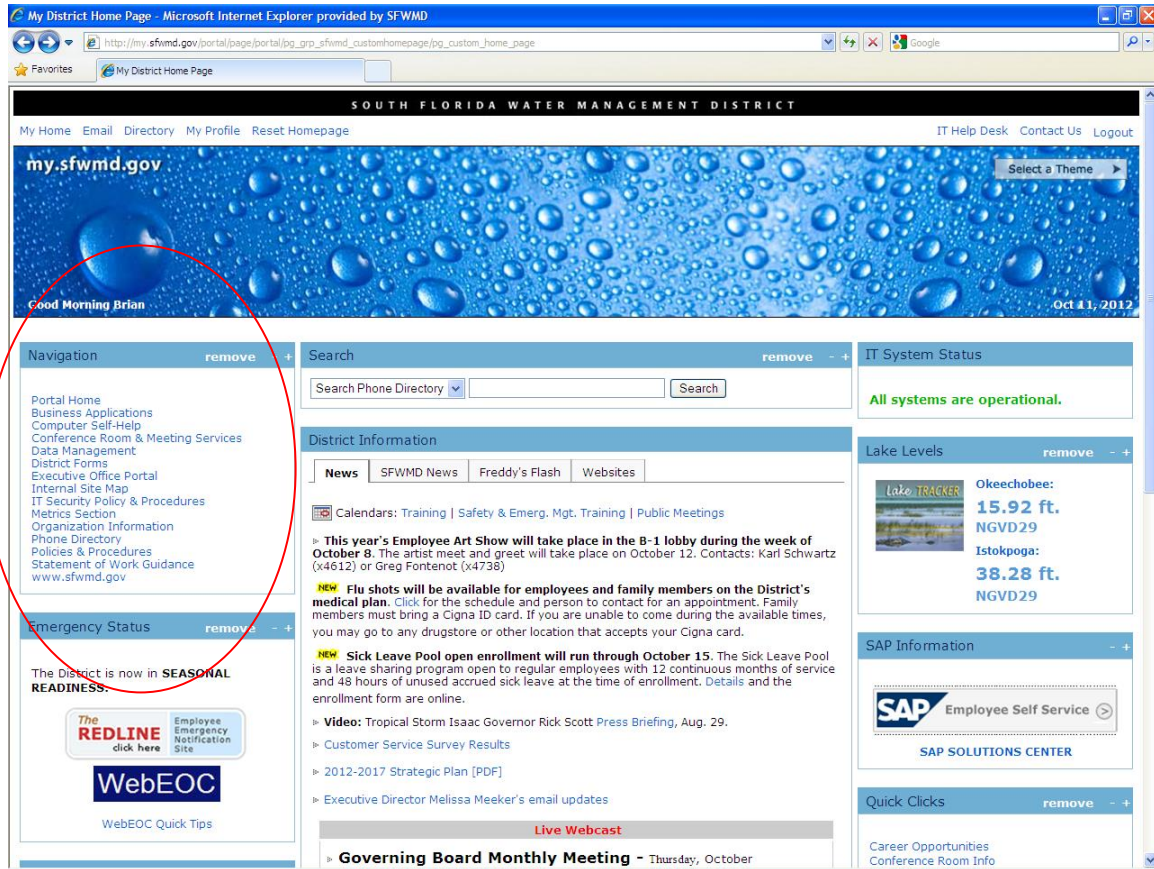 My District Home Page - Microsoft Internet Explorer provided by SFWMD
http://my.sfwmd.gov/portal/page/portal/pg_grp_sfwmd_customhomepage/pg_custom_home_page
Google
Favorites
My District Home Page
SOUTH FLORIDA WATER MANAGEMENT DISTRICT
My Home Email Directory My Profile Reset Homepage
IT Help Desk Contact Us Logout
my.sfwmd.gov
Select a Theme
Good Morning Brian
Oct 11, 2012
Navigation remove +
Portal Home
Business Applications
Computer Self-Help
Conference Room & Meeting Services
Data Management
District Forms
Executive Office Portal
Internal Site Map
IT Security Policy & Procedures
Metrics Section
Organization Information
Phone Directory
Policies & Procedures
Statement of Work Guidance
www.sfwmd.gov
Emergency Status remove - +
The District is now in SEASONAL
READINESS.
The
REDLINE
click here
Employee
Emergency
Notification
Site
WebEOC
WebEOC Quick Tips
Search remove - +
Search Phone Directory
Search
District Information
News SFWMD News Freddy's Flash Websites
Calendars: Training | Safety & Emerg. Mgt. Training | Public Meetings
This year's Employee Art Show will take place in the B-1 lobby during the week of
October 8. The artist meet and greet will take place on October 12. Contacts: Karl Schwartz
(x4612) or Greg Fontenot (x4738)
NEW Flu shots will be available for employees and family members on the District's
medical plan. Click for the schedule and person to contact for an appointment. Family
members must bring a Cigna ID card. If you are unable to come during the available times,
you may go to any drugstore or other location that accepts your Cigna card.
NEW Sick Leave Pool open enrollment will run through October 15. The Sick Leave Pool
is a leave sharing program open to regular employees with 12 continuous months of service
and 48 hours of unused accrued sick leave at the time of enrollment. Details and the
enrollment form are online.
Video: Tropical Storm Isaac Governor Rick Scott Press Briefing, Aug. 29.
Customer Service Survey Results
2012-2017 Strategic Plan [PDF]
Executive Director Melissa Meeker's email updates
Live Webcast
Governing Board Monthly Meeting - Thursday, October
IT System Status
All systems are operational.
Lake Levels remove - +
Lake TRACKER
Okeechobee:
15.92 ft.
NGVD29
Istokpoga:
38.28 ft.
NGVD29
SAP Information - +
SAP Employee Self Service
SAP SOLUTIONS CENTER
Quick Clicks remove - +
Career Opportunities
Conference Room Info